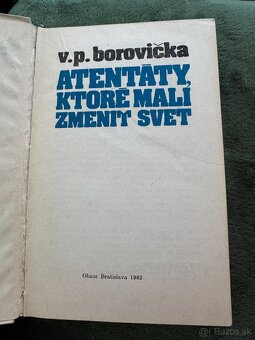 v.p. borovička
ATENTÁTY,
KTORÉ MALI
ZMENIŤ SVET
Obzor Bratislava 1982
Bazos.sk